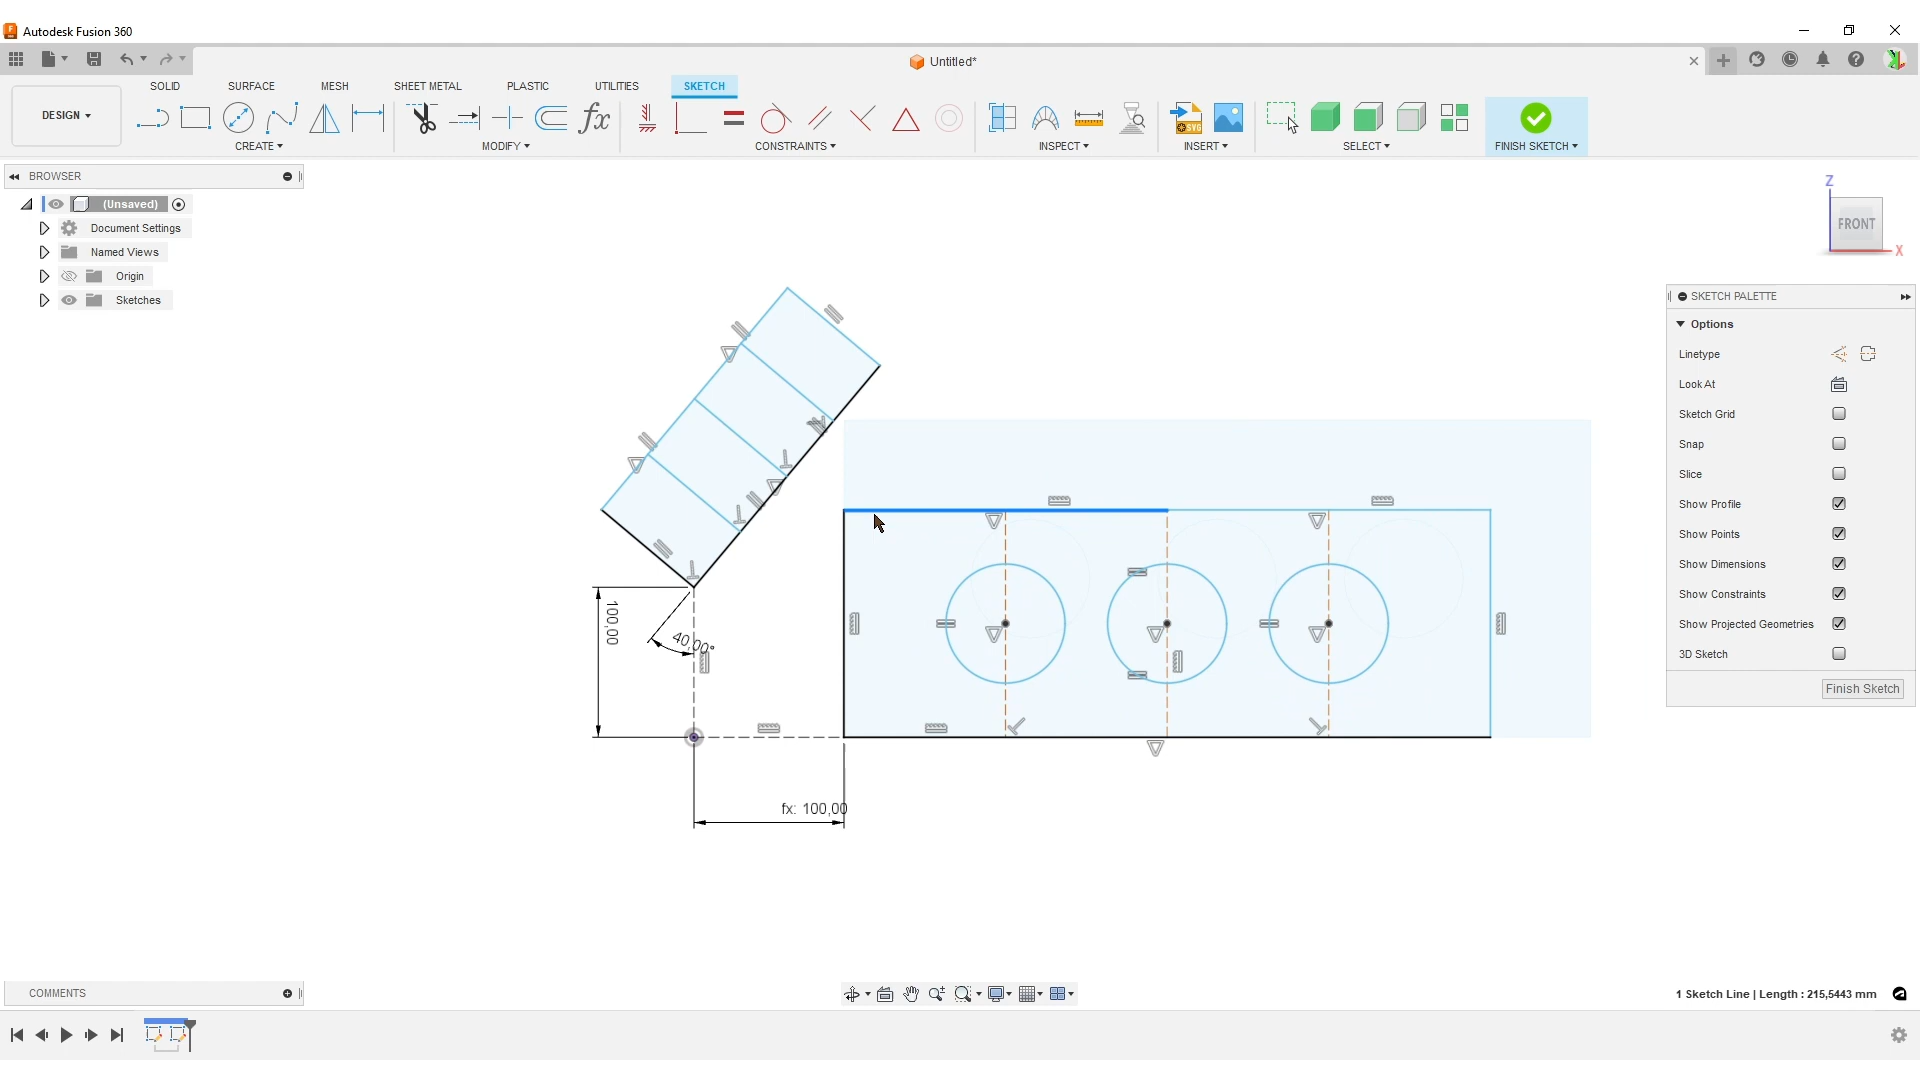 Autodesk Fusion 360
Untitled*
SOLID SURFACE MESH SHEET METAL PLASTIC UTILITIES SKETCH
DESIGN
CREATE MODIFY CONSTRAINTS INSPECT INSERT SELECT FINISH SKETCH
fx
SVG
BROWSER
(Unsaved)
Document Settings
Named Views
Origin
Sketches
Z
FRONT
X
SKETCH PALETTE
Options
Linetype
Look At
Sketch Grid
Snap
Slice
Show Profile
Show Points
Show Dimensions
Show Constraints
Show Projected Geometries
3D Sketch
Finish Sketch
100,00
40,00°
fx: 100,00
COMMENTS
1 Sketch Line | Length : 215,5443 mm